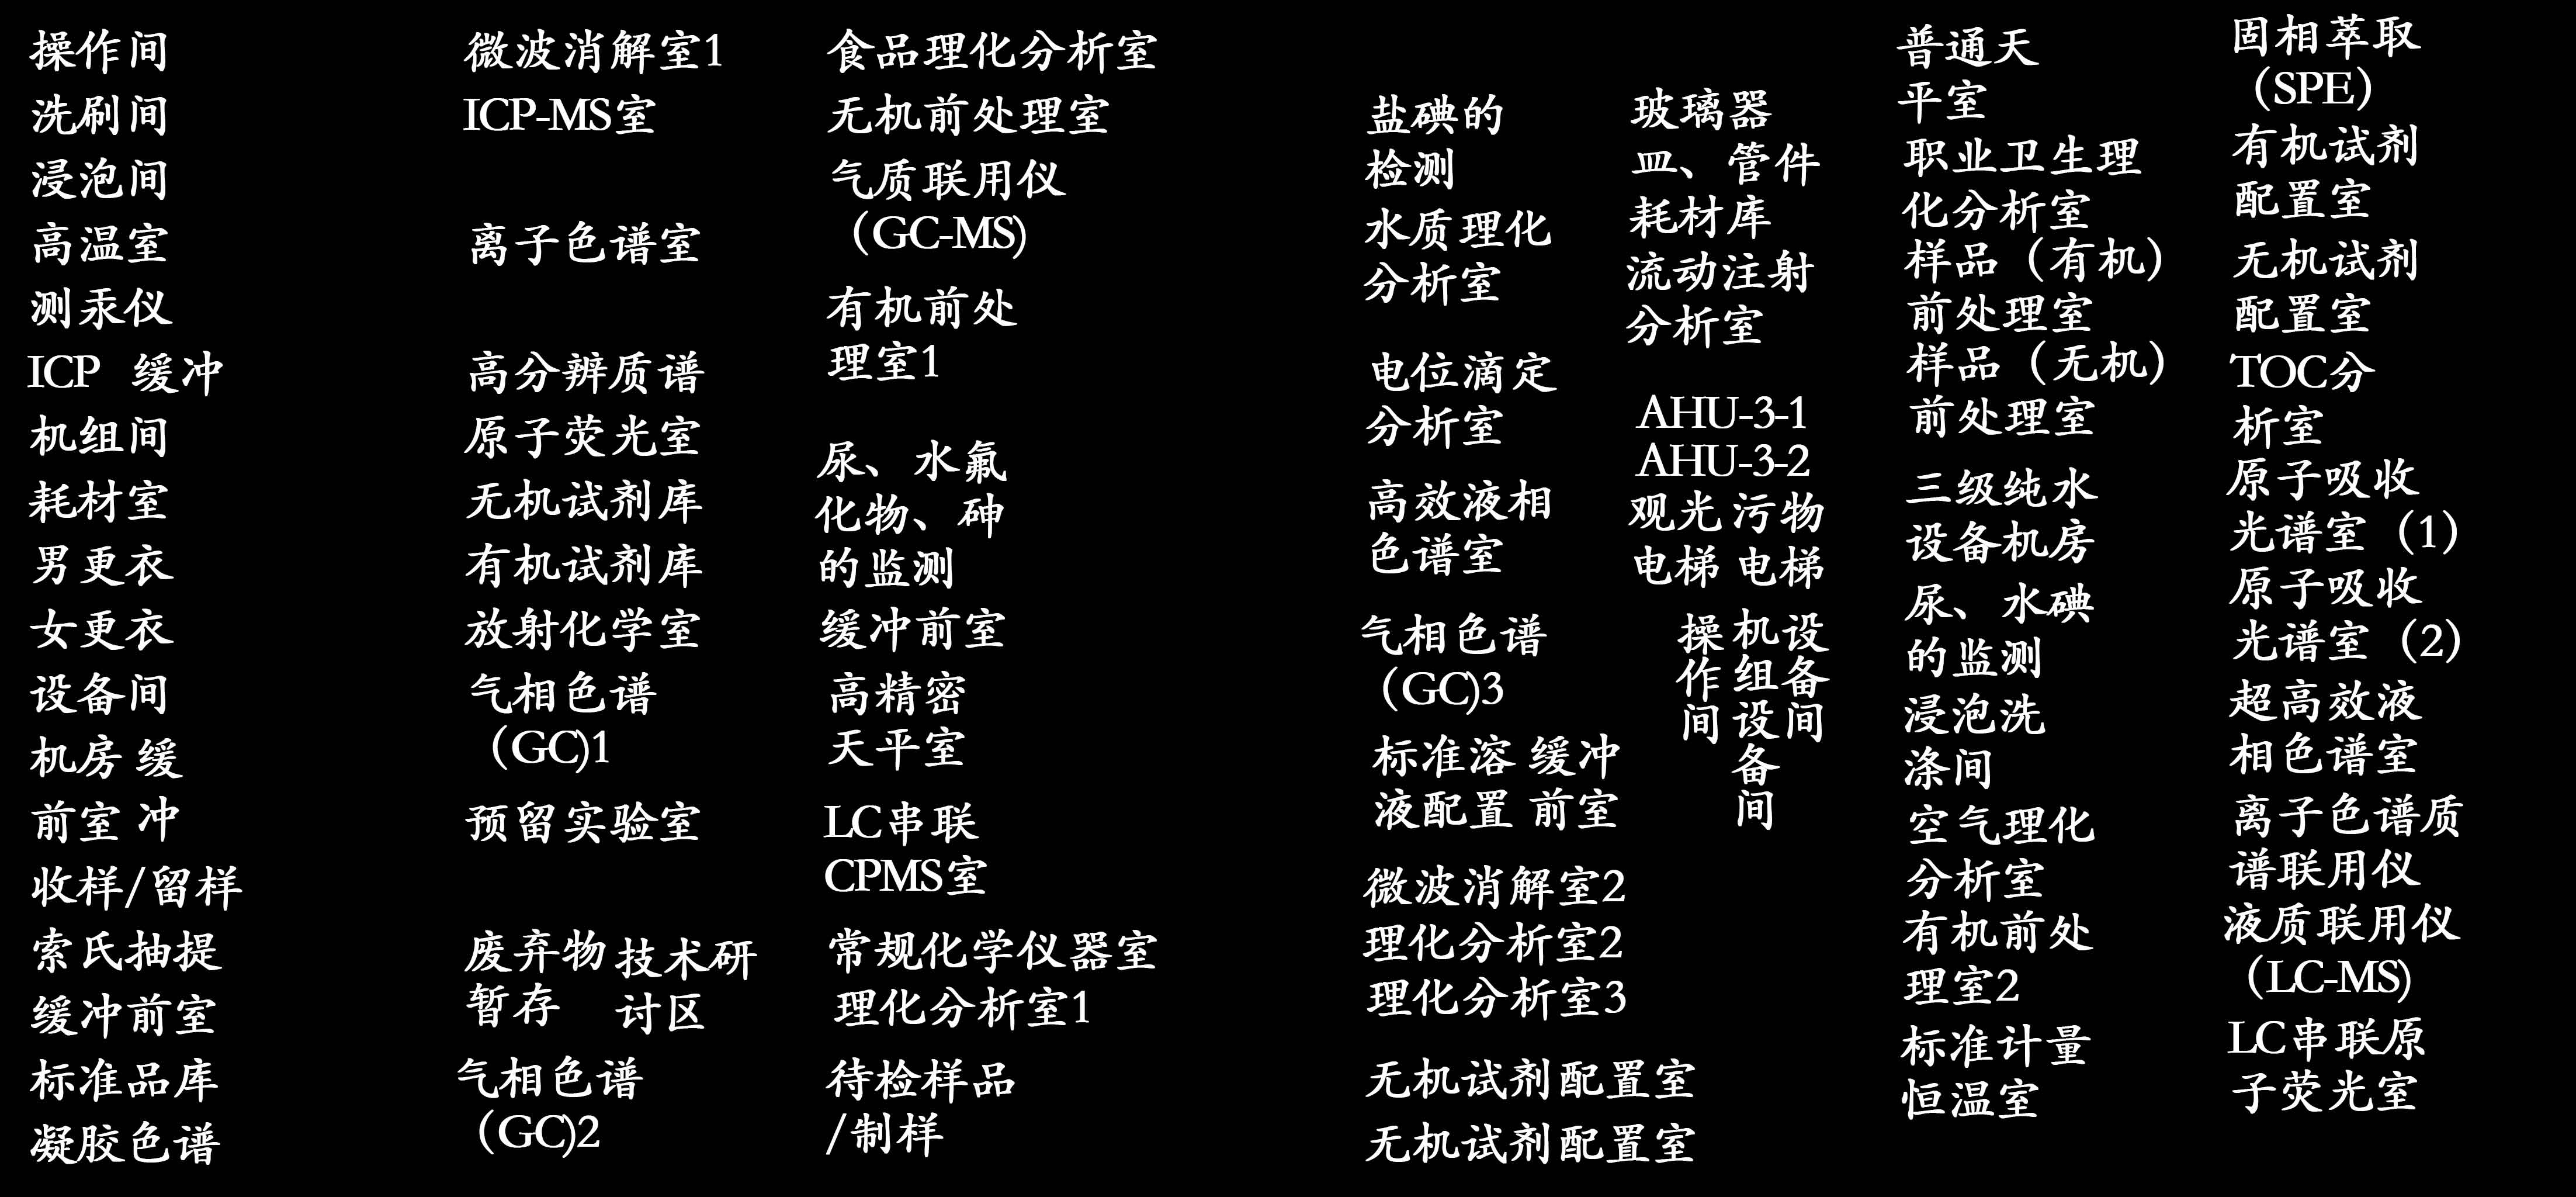 操作间
洗刷间
浸泡间
高温室
测汞仪
ICP 缓冲
机组间
耗材室
男更衣
女更衣
设备间
机房 缓
前室 冲
收样/留样
索氏抽提
缓冲前室
标准品库
凝胶色谱
微波消解室1
ICP-MS室
离子色谱室
高分辨质谱
原子荧光室
无机试剂库
有机试剂库
放射化学室
气相色谱
（GC)1
预留实验室
废弃物
暂存
技术研
讨区
气相色谱
（GC)2
食品理化分析室
无机前处理室
气质联用仪
（GC-MS)
有机前处
理室1
尿、水氟
化物、砷
的监测
缓冲前室
高精密
天平室
LC串联
CPMS室
常规化学仪器室
理化分析室1
待检样品
/制样
盐碘的
检测
水质理化
分析室
电位滴定
分析室
高效液相
色谱室
气相色谱
（GC)3
标准溶
液配置
缓冲
前室
微波消解室2
理化分析室2
理化分析室3
无机试剂配置室
无机试剂配置室
玻璃器
皿、管件
耗材库
流动注射
分析室
AHU-3-1
AHU-3-2
观光
电梯
污物
电梯
操作间
机组设备间
设备间
普通天
平室
职业卫生理
化分析室
样品（有机）
前处理室
样品（无机）
前处理室
三级纯水
设备机房
尿、水碘
的监测
浸泡洗
涤间
空气理化
分析室
有机前处
理室2
标准计量
恒温室
固相萃取
（SPE）
有机试剂
配置室
无机试剂
配置室
TOC分
析室
原子吸收
光谱室（1）
原子吸收
光谱室（2）
超高效液
相色谱室
离子色谱质
谱联用仪
液质联用仪
（LC-MS)
LC串联原
子荧光室